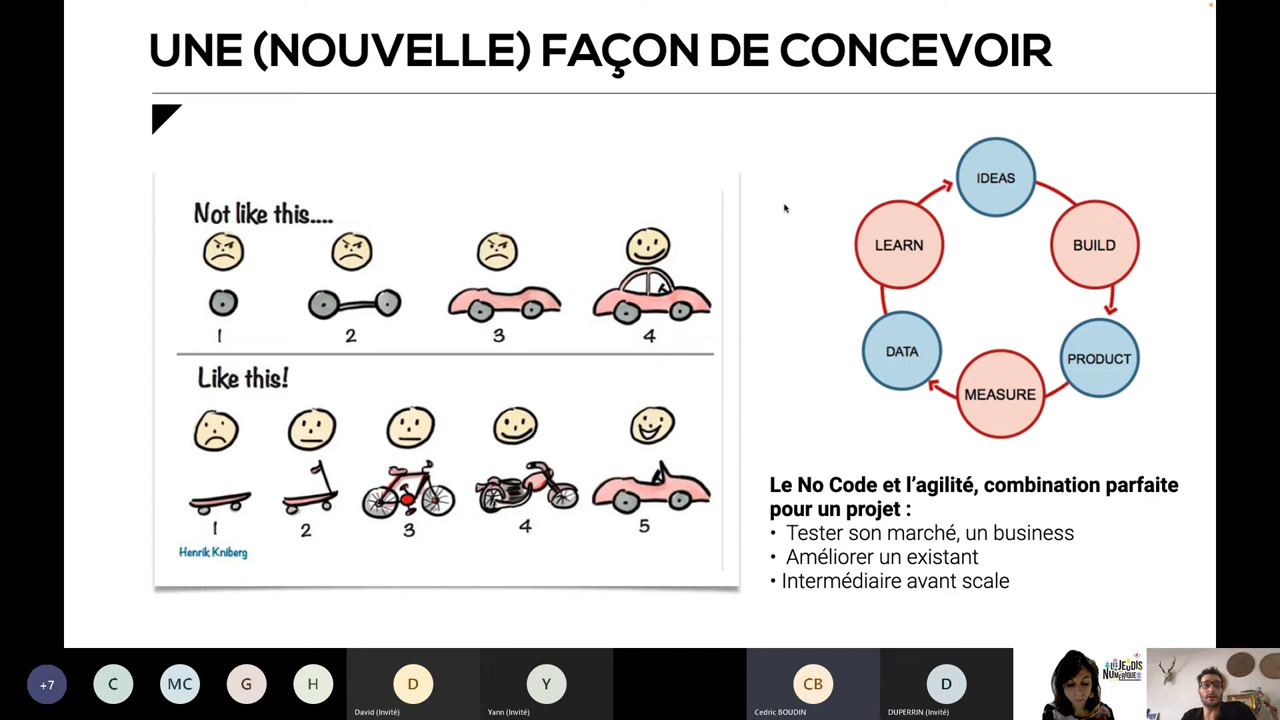 UNE (NOUVELLE) FAÇON DE CONCEVOIR
Not like this....
1
2
3
4
Like this!
1
2
3
4
5
Henrik Kniberg
IDEAS
BUILD
PRODUCT
MEASURE
DATA
LEARN
Le No Code et l'agilité, combination parfaite
pour un projet :
• Tester son marché, un business
• Améliorer un existant
• Intermédiaire avant scale
+7
C
MC
G
H
D
David (Invité)
Y
Yann (Invité)
CB
Cedric BOUDIN
D
DUPERRIN (Invité)
LES JEUDIS
NUMERIQUE